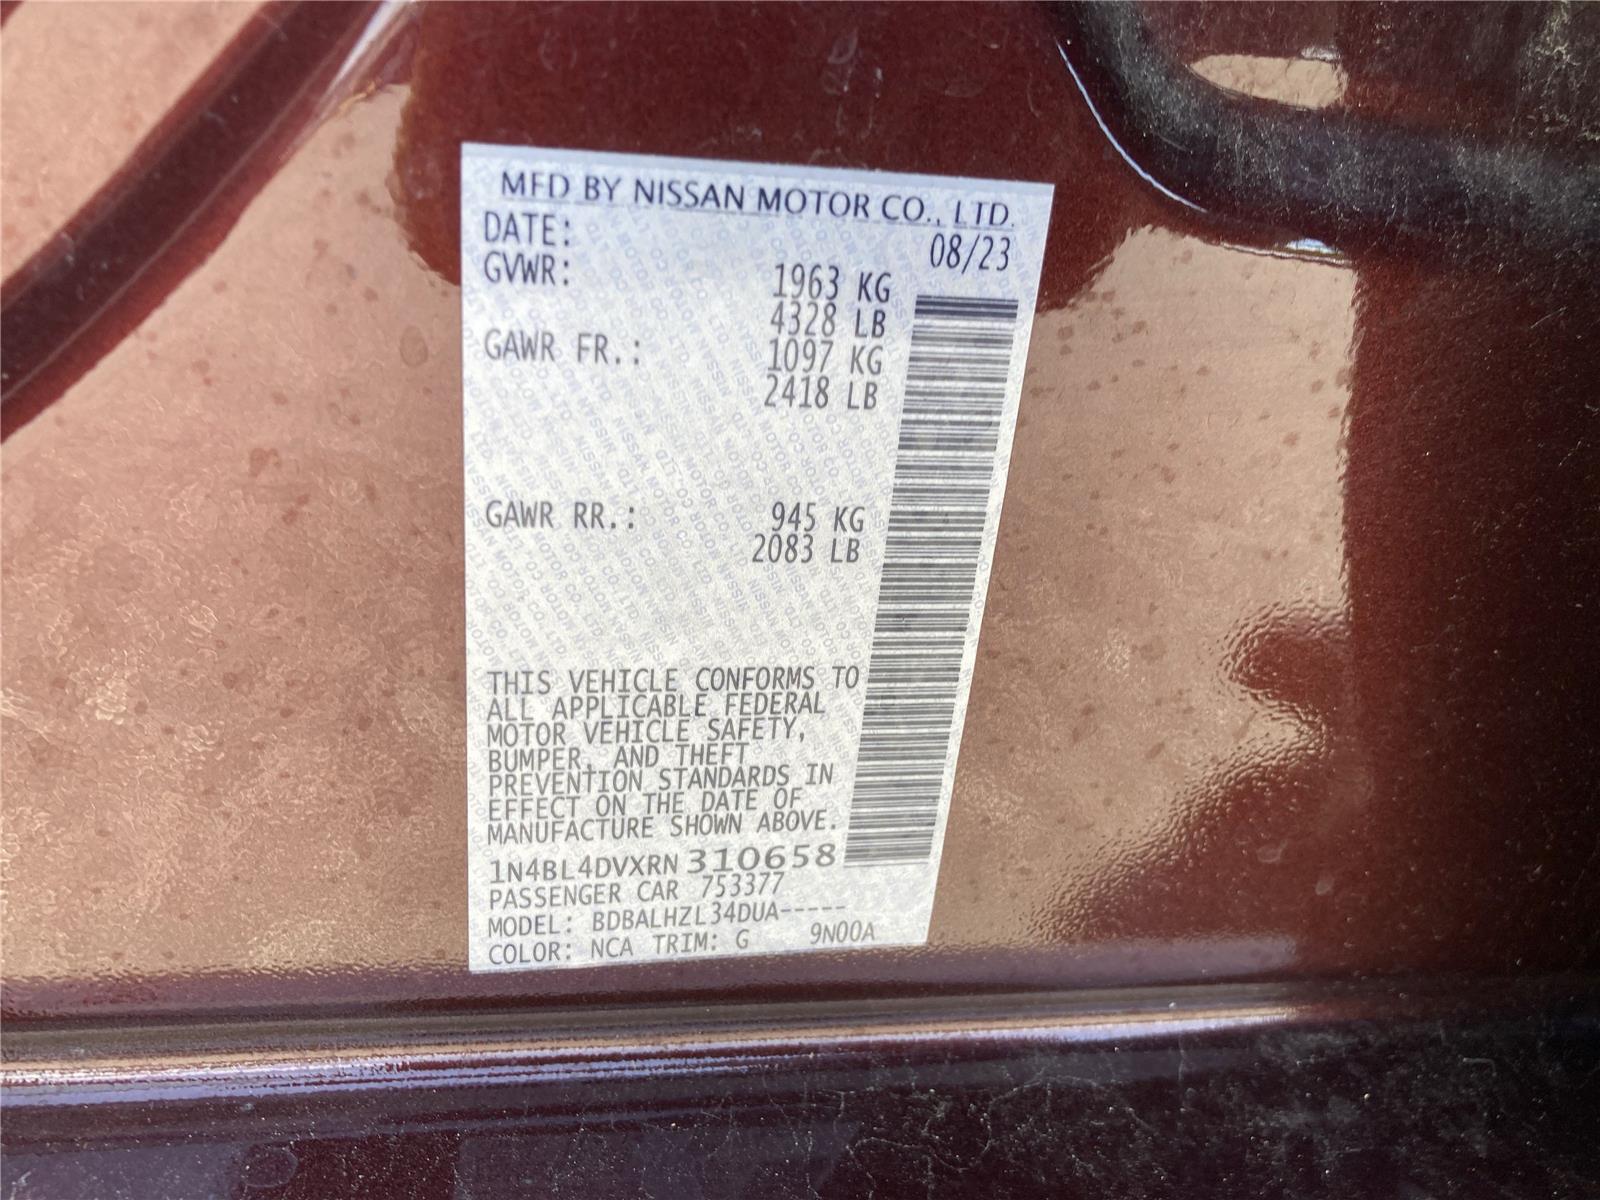 MFD BY NISSAN MOTOR CO., LTD.
DATE: 08/23
GVWR: 1963 KG
4328 LB
GAWR FR.: 1097 KG
2418 LB
GAWR RR.: 945 KG
2083 LB
THIS VEHICLE CONFORMS TO
ALL APPLICABLE FEDERAL
MOTOR VEHICLE SAFETY,
BUMPER, AND THEFT
PREVENTION STANDARDS IN
EFFECT ON THE DATE OF
MANUFACTURE SHOWN ABOVE.
1N4BL4DVXRN 310658
PASSENGER CAR 753377
MODEL: BDBALHZL34DUA-----
COLOR: NCA TRIM: G 9N00A